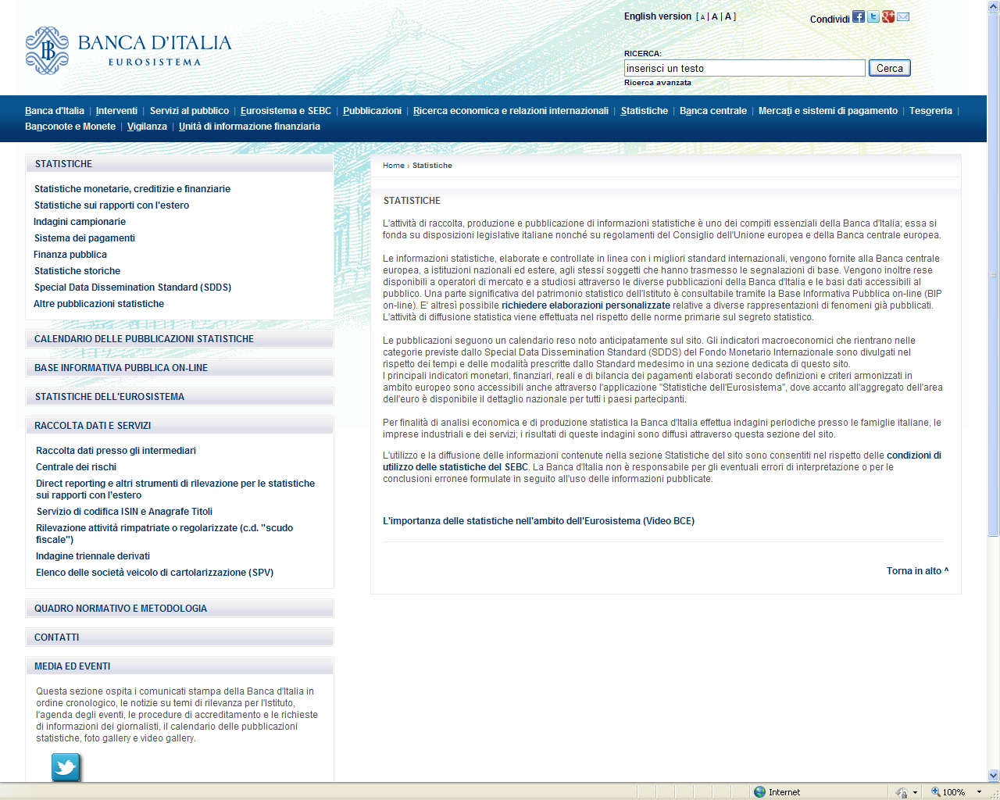 English version [ A | A | A ]
Condividi
BANCA D'ITALIA
EUROSISTEMA
RICERCA:
inserisci un testo
Cerca
Ricerca avanzata
Banca d'Italia | Interventi | Servizi al pubblico | Eurosistema e SEBC | Pubblicazioni | Ricerca economica e relazioni internazionali | Statistiche | Banca centrale | Mercati e sistemi di pagamento | Tesoreria |
Banconote e Monete | Vigilanza | Unità di informazione finanziaria
STATISTICHE
Statistiche monetarie, creditizie e finanziarie
Statistiche sui rapporti con l'estero
Indagini campionarie
Sistema dei pagamenti
Finanza pubblica
Statistiche storiche
Special Data Dissemination Standard (SDDS)
Altre pubblicazioni statistiche
CALENDARIO DELLE PUBBLICAZIONI STATISTICHE
BASE INFORMATIVA PUBBLICA ON-LINE
STATISTICHE DELL'EUROSISTEMA
RACCOLTA DATI E SERVIZI
Raccolta dati presso gli intermediari
Centrale dei rischi
Direct reporting e altri strumenti di rilevazione per le statistiche
sui rapporti con l'estero
Servizio di codifica ISIN e Anagrafe Titoli
Rilevazione attività rimpatriate o regolarizzate (c.d. "scudo
fiscale")
Indagine triennale derivati
Elenco delle società veicolo di cartolarizzazione (SPV)
QUADRO NORMATIVO E METODOLOGIA
CONTATTI
MEDIA ED EVENTI
Questa sezione ospita i comunicati stampa della Banca d'Italia in
ordine cronologico, le notizie su temi di rilevanza per l'Istituto,
l'agenda degli eventi, le procedure di accreditamento e le richieste
di informazioni dei giornalisti, il calendario delle pubblicazioni
statistiche, foto gallery e video gallery.
Home › Statistiche
STATISTICHE
L'attività di raccolta, produzione e pubblicazione di informazioni statistiche è uno dei compiti essenziali della Banca d'Italia; essa si
fonda su disposizioni legislative italiane nonché su regolamenti del Consiglio dell'Unione europea e della Banca centrale europea.
Le informazioni statistiche, elaborate e controllate in linea con i migliori standard internazionali, vengono fornite alla Banca centrale
europea, a istituzioni nazionali ed estere, agli stessi soggetti che hanno trasmesso le segnalazioni di base. Vengono inoltre rese
disponibili a operatori di mercato e a studiosi attraverso le diverse pubblicazioni della Banca d'Italia e le basi dati accessibili al
pubblico. Una parte significativa del patrimonio statistico dell'Istituto è consultabile tramite la Base Informativa Pubblica on-line (BIP
on-line). E' altresì possibile richiedere elaborazioni personalizzate relative a diverse rappresentazioni di fenomeni già pubblicati.
L'attività di diffusione statistica viene effettuata nel rispetto delle norme primarie sul segreto statistico.
Le pubblicazioni seguono un calendario reso noto anticipatamente sul sito. Gli indicatori macroeconomici che rientrano nelle
categorie previste dallo Special Data Dissemination Standard (SDDS) del Fondo Monetario Internazionale sono divulgati nel
rispetto dei tempi e delle modalità prescritte dallo Standard medesimo in una sezione dedicata di questo sito.
I principali indicatori monetari, finanziari, reali e di bilancia dei pagamenti elaborati secondo definizioni e criteri armonizzati in
ambito europeo sono accessibili anche attraverso l'applicazione "Statistiche dell'Eurosistema", dove accanto all'aggregato dell'area
dell'euro è disponibile il dettaglio nazionale per tutti i paesi partecipanti.
Per finalità di analisi economica e di produzione statistica la Banca d'Italia effettua indagini periodiche presso le famiglie italiane, le
imprese industriali e dei servizi; i risultati di queste indagini sono diffusi attraverso questa sezione del sito.
L'utilizzo e la diffusione delle informazioni contenute nella sezione Statistiche del sito sono consentiti nel rispetto delle condizioni di
utilizzo delle statistiche del SEBC. La Banca d'Italia non è responsabile per gli eventuali errori di interpretazione o per le
conclusioni erronee formulate in seguito all'uso delle informazioni pubblicate.
L'importanza delle statistiche nell'ambito dell'Eurosistema (Video BCE)
Torna in alto ^
Internet
100%